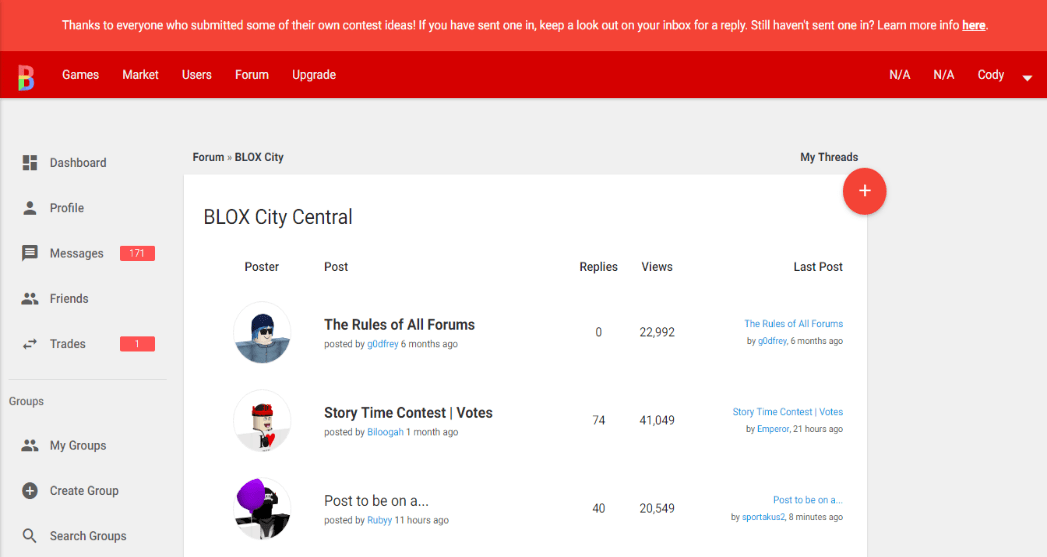 Thanks to everyone who submitted some of their own contest ideas! If you have sent one in, keep a look out on your inbox for a reply. Still haven't sent one in? Learn more info here.
B Games Market Users Forum Upgrade N/A N/A Cody
Dashboard
Profile
Messages 171
Friends
Trades 1
Groups
My Groups
Create Group
Search Groups
Forum » BLOX City My Threads
+
BLOX City Central
Poster Post Replies Views Last Post
The Rules of All Forums
posted by g0dfrey 6 months ago
0 22,992
The Rules of All Forums
by g0dfrey, 6 months ago
Story Time Contest | Votes
posted by Biloogah 1 month ago
74 41,049
Story Time Contest | Votes
by Emperor, 21 hours ago
Post to be on a...
posted by Rubyy 11 hours ago
40 20,549
Post to be on a...
by sportakus2, 8 minutes ago